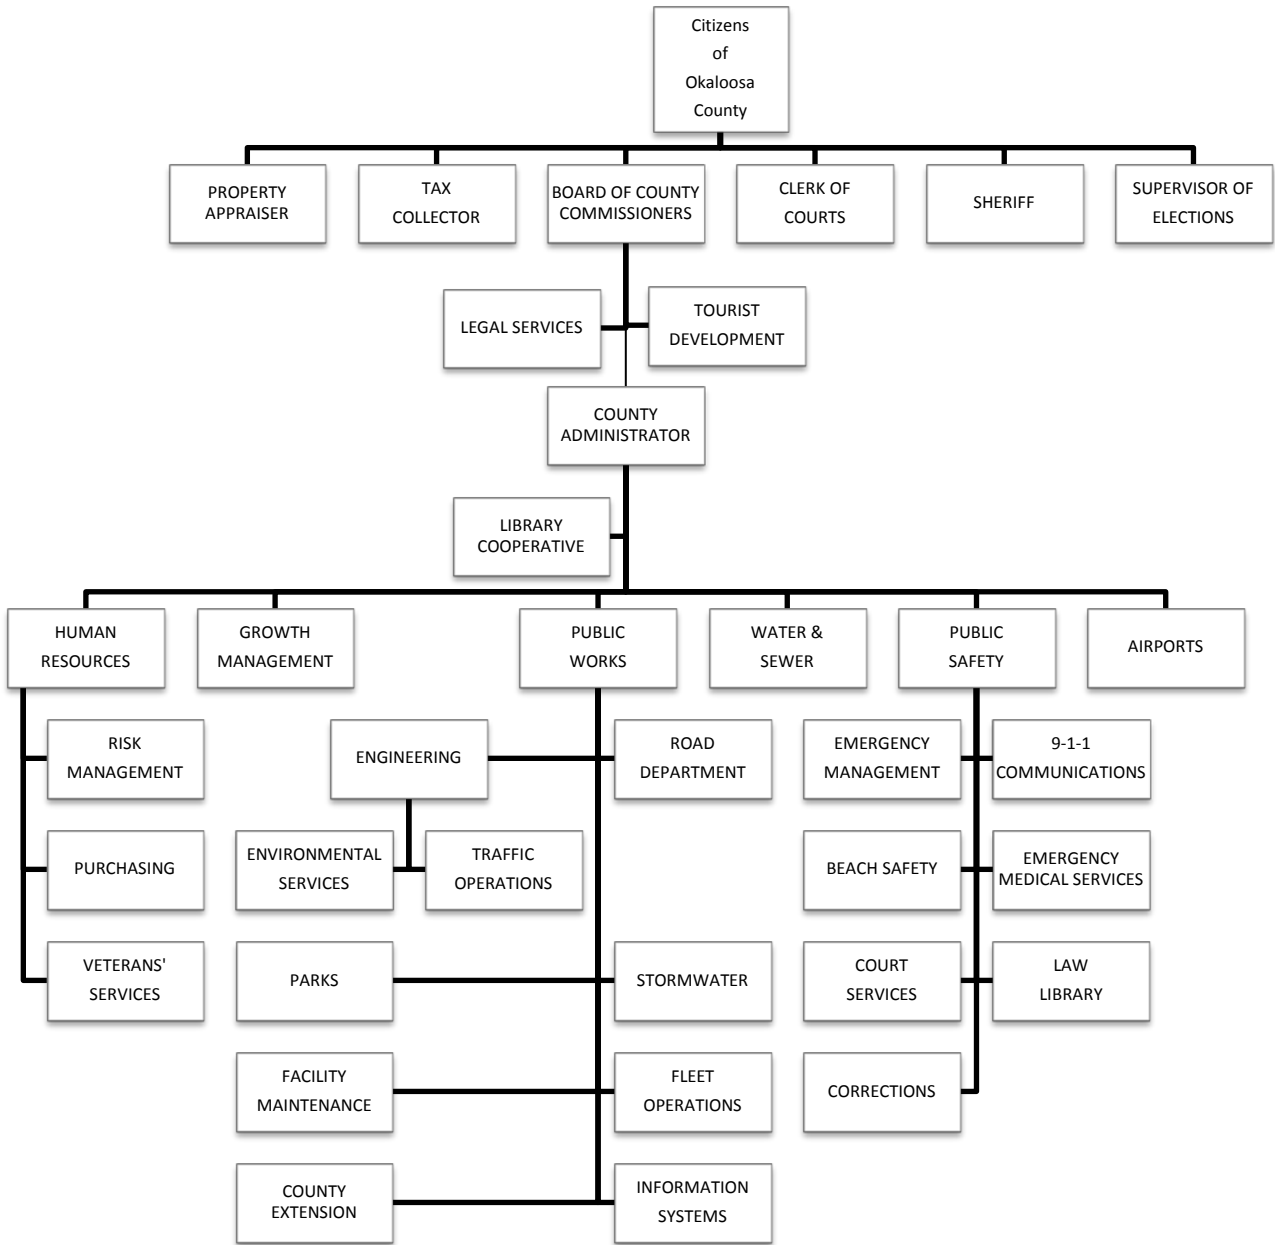 Citizens
of
Okaloosa
County
PROPERTY
APPRAISER
TAX
COLLECTOR
BOARD OF COUNTY
COMMISSIONERS
CLERK OF
COURTS
SHERIFF
SUPERVISOR OF
ELECTIONS
LEGAL SERVICES
TOURIST
DEVELOPMENT
COUNTY
ADMINISTRATOR
LIBRARY
COOPERATIVE
HUMAN
RESOURCES
GROWTH
MANAGEMENT
PUBLIC
WORKS
WATER &
SEWER
PUBLIC
SAFETY
AIRPORTS
RISK
MANAGEMENT
ENGINEERING
ROAD
DEPARTMENT
EMERGENCY
MANAGEMENT
9-1-1
COMMUNICATIONS
PURCHASING
ENVIRONMENTAL
SERVICES
TRAFFIC
OPERATIONS
BEACH SAFETY
EMERGENCY
MEDICAL SERVICES
VETERANS'
SERVICES
PARKS
STORMWATER
COURT
SERVICES
LAW
LIBRARY
FACILITY
MAINTENANCE
FLEET
OPERATIONS
CORRECTIONS
COUNTY
EXTENSION
INFORMATION
SYSTEMS